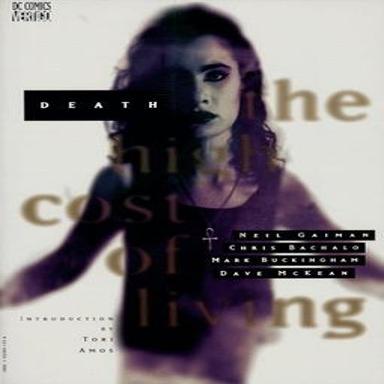 DC COMICS
VERTIGO
DEATH
the
high
cost
of
living
NEIL GAIMAN
CHRIS BACHALO
MARK BUCKINGHAM
DAVE MCKEAN
INTRODUCTION
BY
TORI
AMOS